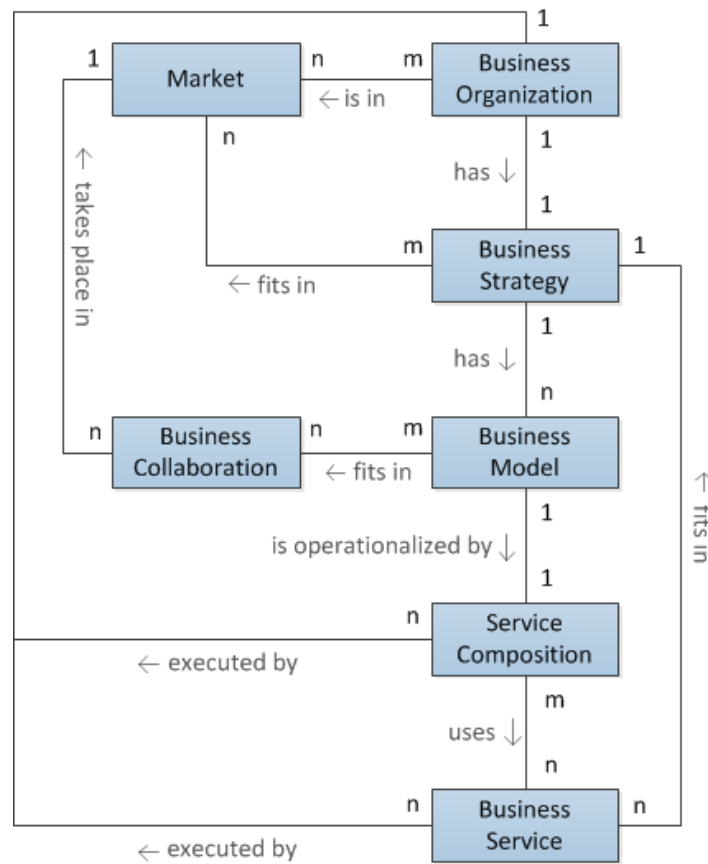 1
1
Market
n
m
Business
Organization
← is in
n
1
has ↓
← takes place in
1
m
Business
Strategy
1
← fits in
1
has ↓
n
n
Business
Collaboration
n
m
Business
Model
← fits in
1
← fits in
is operationalized by ↓
1
n
Service
Composition
← executed by
m
uses ↓
n
n
Business
Service
n
← executed by